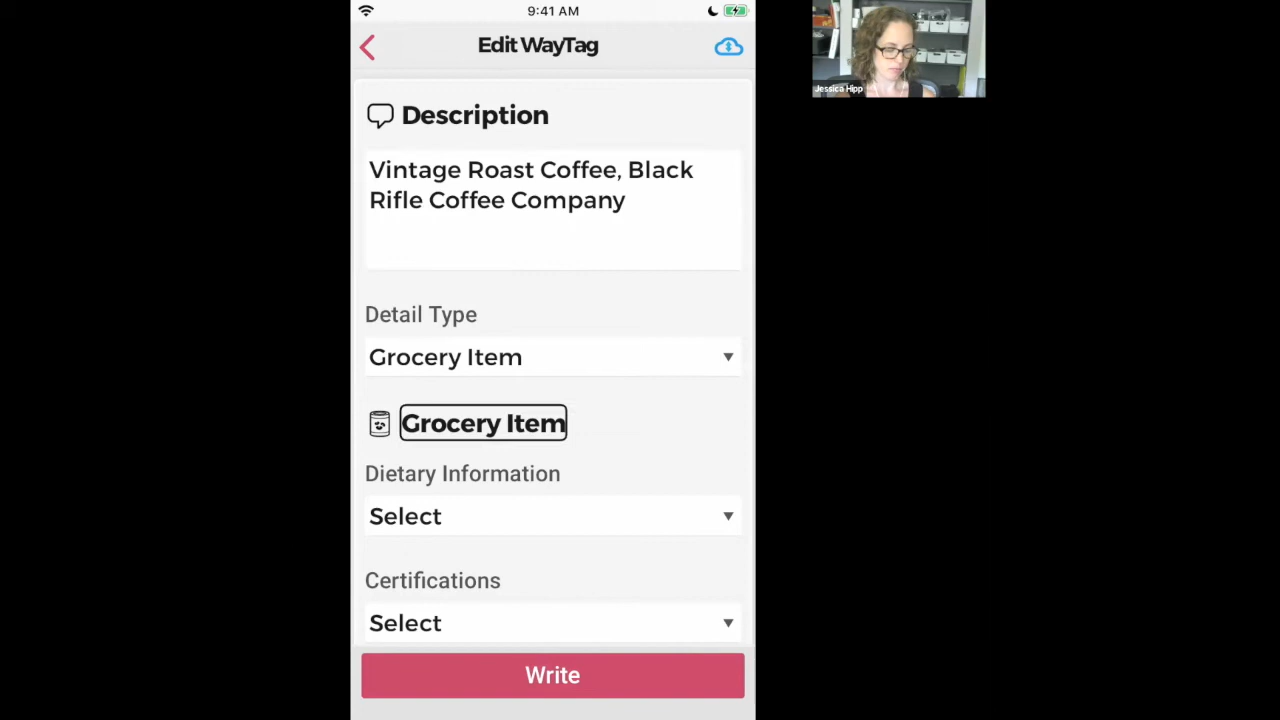 9:41 AM
Edit WayTag
Description
Vintage Roast Coffee, Black
Rifle Coffee Company
Detail Type
Grocery Item
Grocery Item
Dietary Information
Select
Certifications
Select
Write
Jessica Hipp